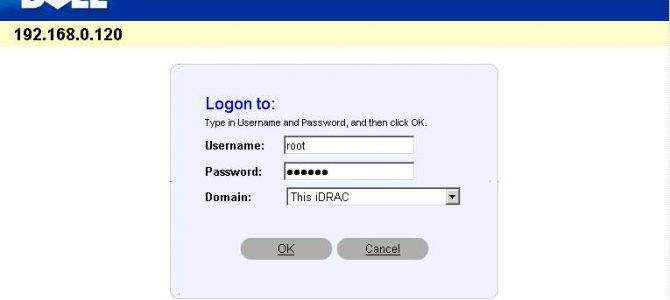 DELL
192.168.0.120
Logon to:
Type in Username and Password, and then click OK.
Username: root
Password: ••••••
Domain: This iDRAC
OK Cancel